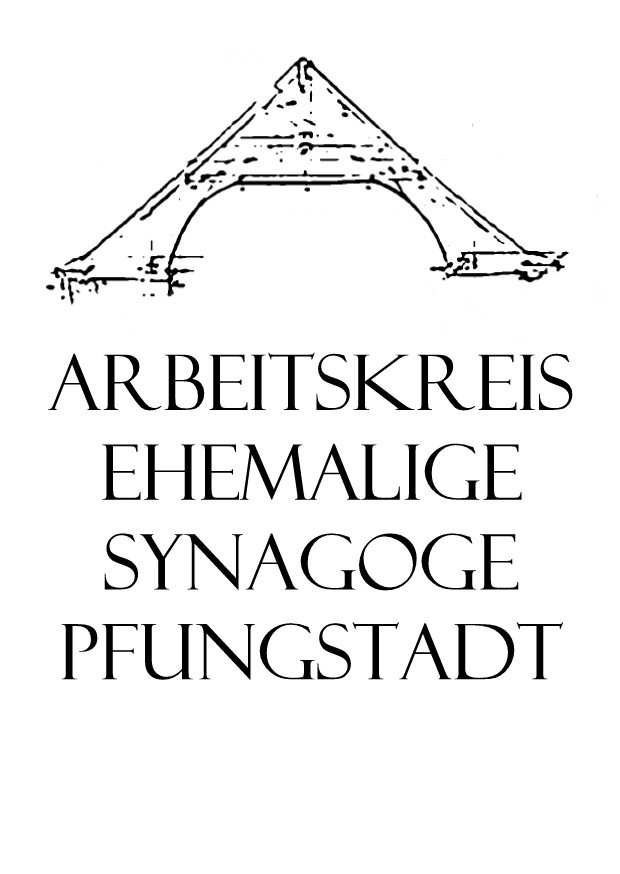 ARBEITSKREIS
EHEMALIGE
SYNAGOGE
PFUNGSTADT